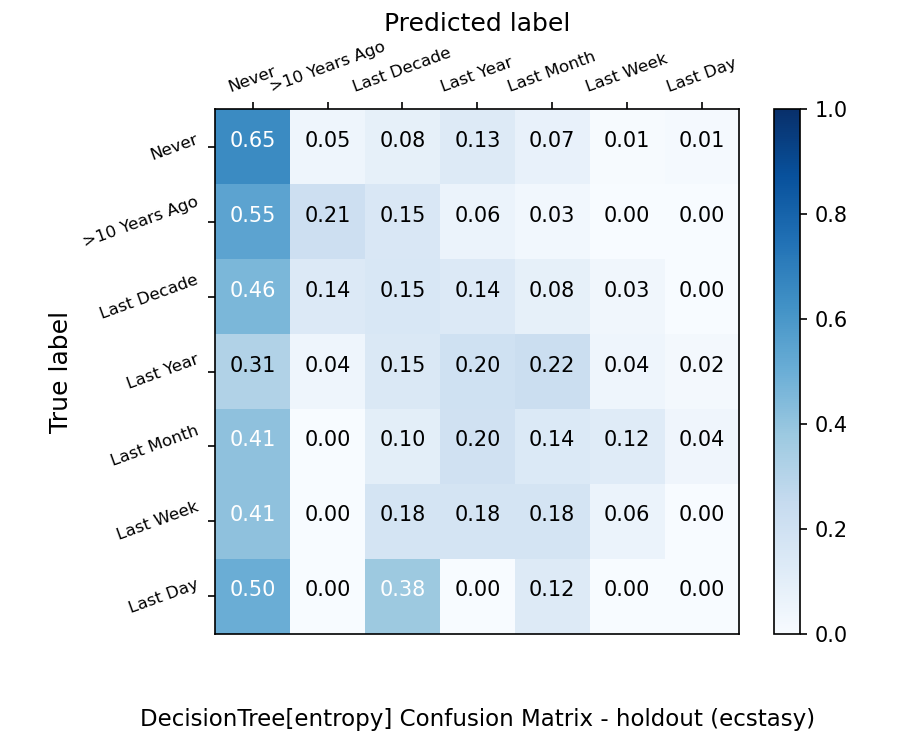 Predicted label
Never >10 Years Ago Last Decade Last Year Last Month Last Week Last Day
Never 0.65 0.05 0.08 0.13 0.07 0.01 0.01
>10 Years Ago 0.55 0.21 0.15 0.06 0.03 0.00 0.00
Last Decade 0.46 0.14 0.15 0.14 0.08 0.03 0.00
Last Year 0.31 0.04 0.15 0.20 0.22 0.04 0.02
Last Month 0.41 0.00 0.10 0.20 0.14 0.12 0.04
Last Week 0.41 0.00 0.18 0.18 0.18 0.06 0.00
Last Day 0.50 0.00 0.38 0.00 0.12 0.00 0.00
True label
1.0
0.8
0.6
0.4
0.2
0.0
DecisionTree[entropy] Confusion Matrix - holdout (ecstasy)